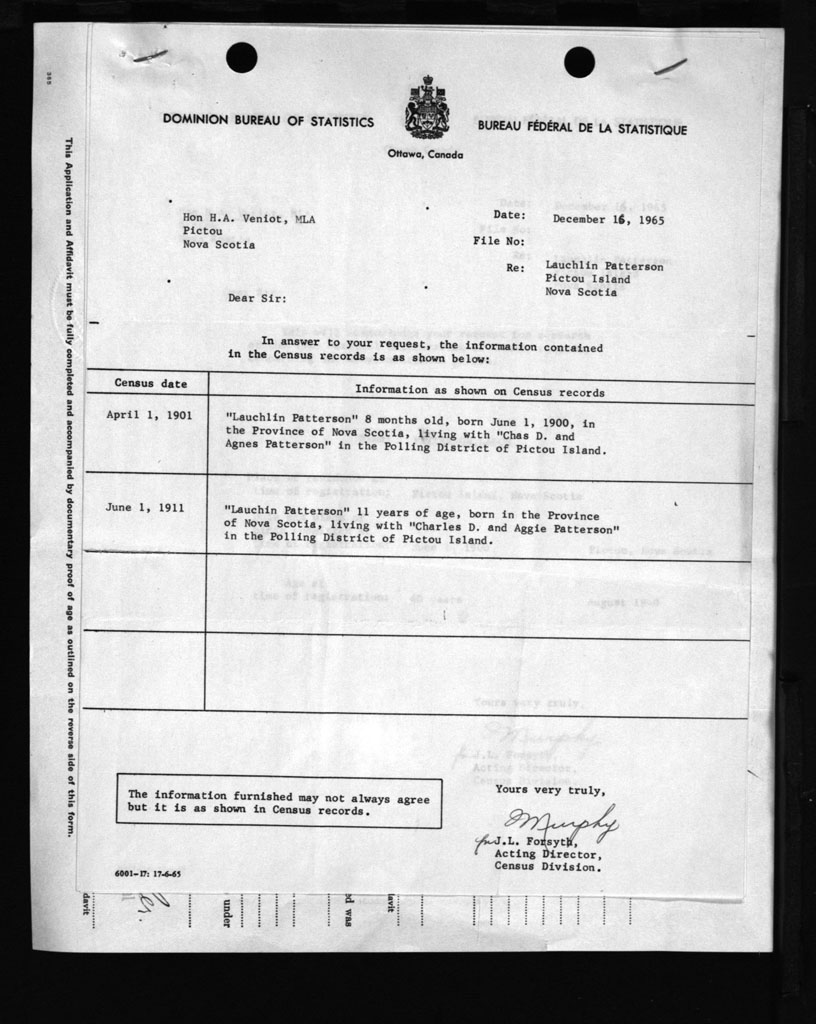 DOMINION BUREAU OF STATISTICS
BUREAU FÉDÉRAL DE LA STATISTIQUE
Ottawa, Canada
Hon H.A. Veniot, MLA
Pictou
Nova Scotia
Date: December 16, 1965
File No:
Re: Lauchlin Patterson
Pictou Island
Nova Scotia
Dear Sir:
In answer to your request, the information contained
in the Census records is as shown below:
Census date
Information as shown on Census records
April 1, 1901
"Lauchlin Patterson" 8 months old, born June 1, 1900, in
the Province of Nova Scotia, living with "Chas D. and
Agnes Patterson" in the Polling District of Pictou Island.
June 1, 1911
"Lauchin Patterson" 11 years of age, born in the Province
of Nova Scotia, living with "Charles D. and Aggie Patterson"
in the Polling District of Pictou Island.
The information furnished may not always agree
but it is as shown in Census records.
Yours very truly,
Murphy
for J.L. Forsyth,
Acting Director,
Census Division.
6001-17: 17-6-65
This Application and Affidavit must be fully completed and accompanied by documentary proof of age as outlined on the reverse side of this form.
davit
under
ed was
davit